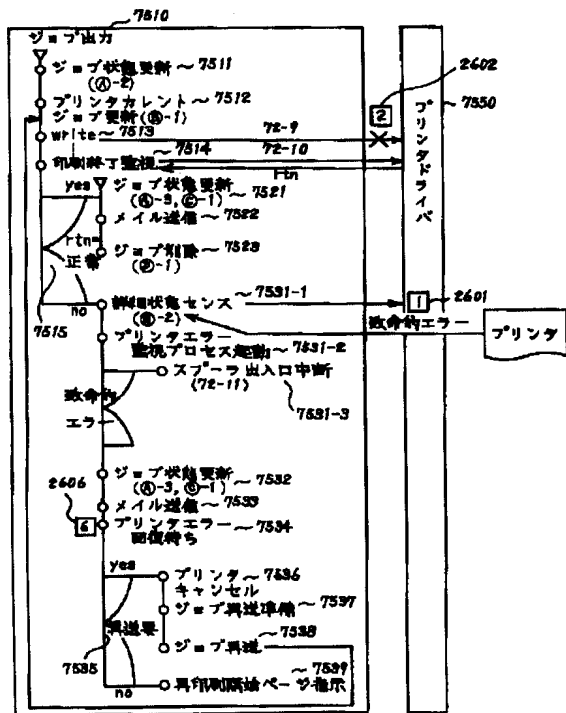 7510
ジョブ出力
ジョブ状態更新 ~7511
(Ⓐ-2)
プリンタカレント ~7512
ジョブ更新(Ⓑ-1)
write ~7513
72-9
2
2602
プリンタドライバ
7550
印刷終了監視 7514
72-10
rtn
yes
ジョブ状態更新 ~7521
(Ⓐ-3, Ⓒ-1)
メイル送信 ~7522
rtn=
正常
ジョブ削除 ~7523
(Ⓓ-1)
no
7515
詳細状態センス ~7531-1
(Ⓑ-2)
1
2601
致命的エラー
プリンタ
プリンタエラー
監視プロセス起動 ~7531-2
スプーラ出入口中断
(72-11)
7531-3
致命的
エラー
ジョブ状態更新 ~7532
(Ⓐ-3, Ⓒ-1)
メイル送信 ~7533
2606
6
プリンタエラー ~7534
回復待ち
yes
プリンタ ~7536
キャンセル
ジョブ再送準備 ~7537
再送要
7535
ジョブ再送 ~7538
no
再印刷開始ページ指示 7539